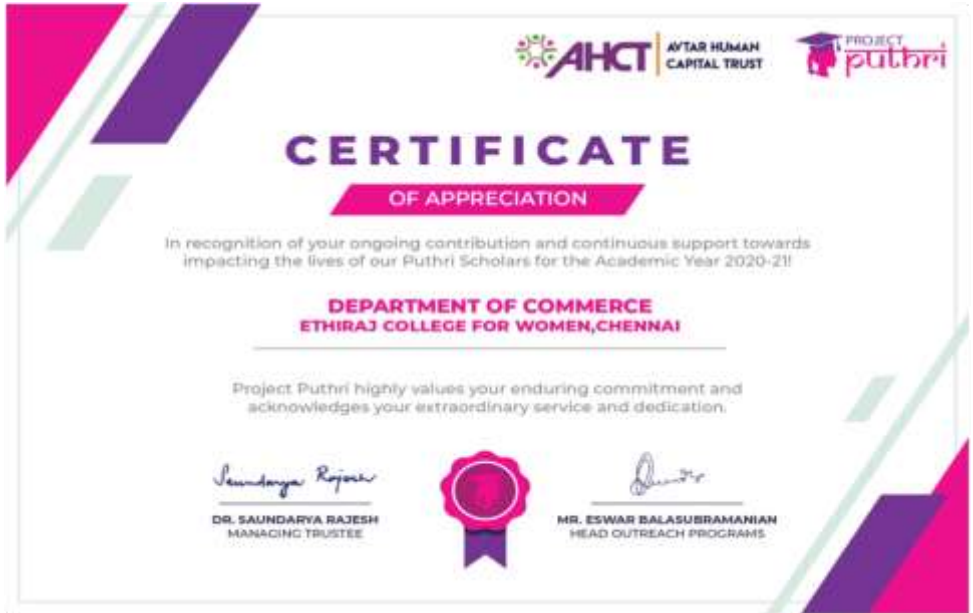 AHCT AVTAR HUMAN CAPITAL TRUST
PROJECT puthri
CERTIFICATE
OF APPRECIATION
In recognition of your ongoing contribution and continuous support towards
impacting the lives of our Puthri Scholars for the Academic Year 2020-21!
DEPARTMENT OF COMMERCE
ETHIRAJ COLLEGE FOR WOMEN,CHENNAI
Project Puthri highly values your enduring commitment and
acknowledges your extraordinary service and dedication.
Saundarya Rajesh
DR. SAUNDARYA RAJESH
MANAGING TRUSTEE
MR. ESWAR BALASUBRAMANIAN
HEAD OUTREACH PROGRAMS